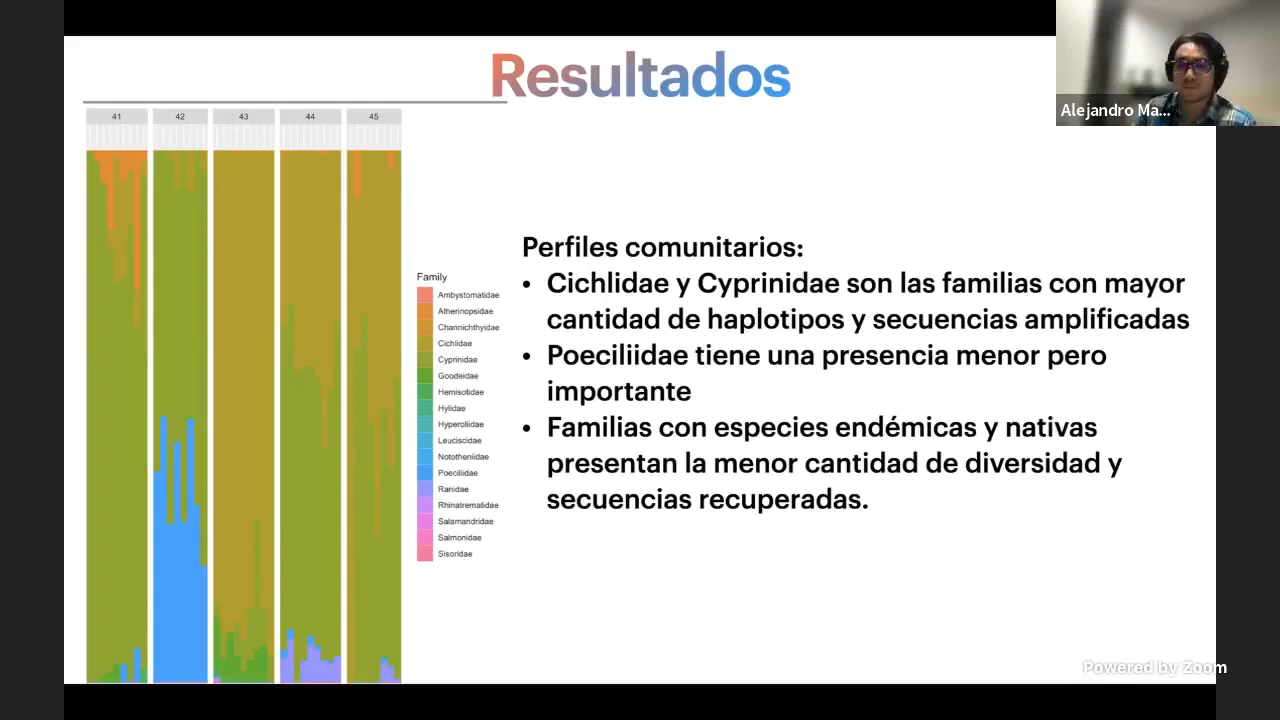 Resultados
Alejandro Ma...
41 42 43 44 45
Family
Ambystomatidae
Atherinopsidae
Channichthyidae
Cichlidae
Cyprinidae
Goodeidae
Hemisotidae
Hylidae
Hyperoliidae
Leuciscidae
Nototheniidae
Poeciliidae
Ranidae
Rhinatrematidae
Salamandridae
Salmonidae
Sisoridae
Perfiles comunitarios:
• Cichlidae y Cyprinidae son las familias con mayor
cantidad de haplotipos y secuencias amplificadas
• Poeciliidae tiene una presencia menor pero
importante
• Familias con especies endémicas y nativas
presentan la menor cantidad de diversidad y
secuencias recuperadas.
Powered by Zoom